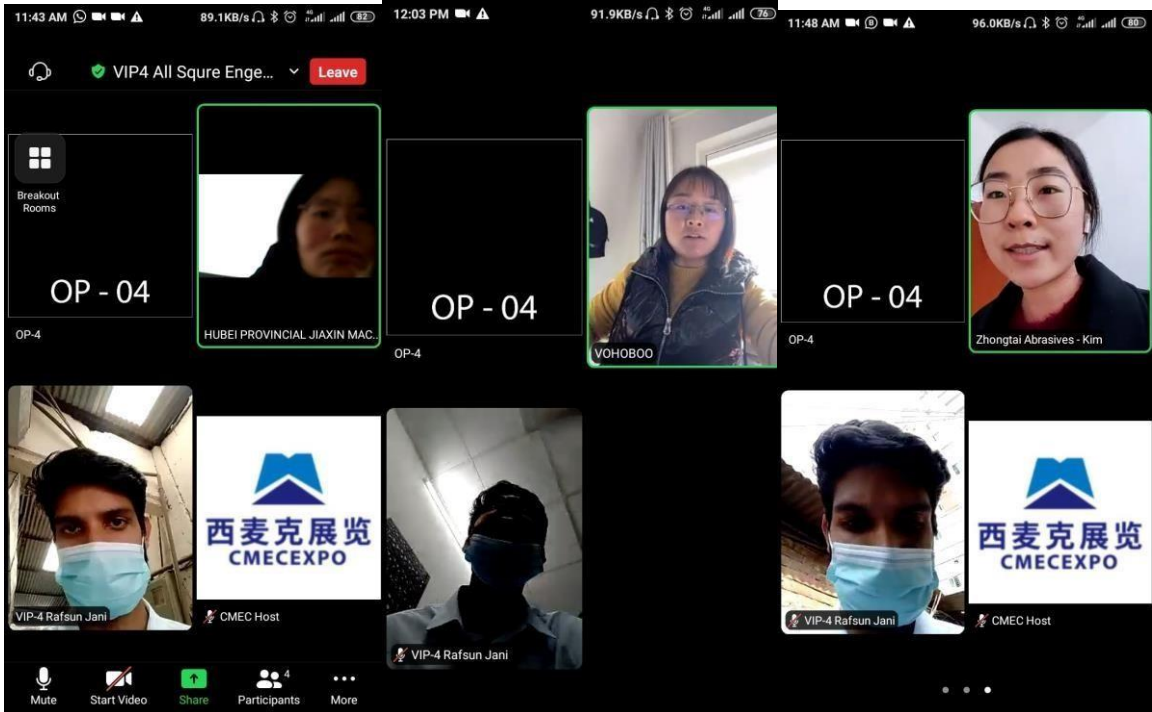 11:43 AM
89.1KB/s
4G
82
VIP4 All Squre Enge...
Leave
Breakout
Rooms
OP - 04
OP-4
HUBEI PROVINCIAL JIAXIN MAC..
VIP-4 Rafsun Jani
西麦克展览
CMECEXPO
CMEC Host
Mute
Start Video
Share
Participants
4
More
12:03 PM
91.9KB/s
4G
76
OP - 04
OP-4
VOHOBOO
VIP-4 Rafsun Jani
11:48 AM
B
96.0KB/s
4G
80
OP - 04
OP-4
Zhongtai Abrasives - Kim
VIP-4 Rafsun Jani
西麦克展览
CMECEXPO
CMEC Host